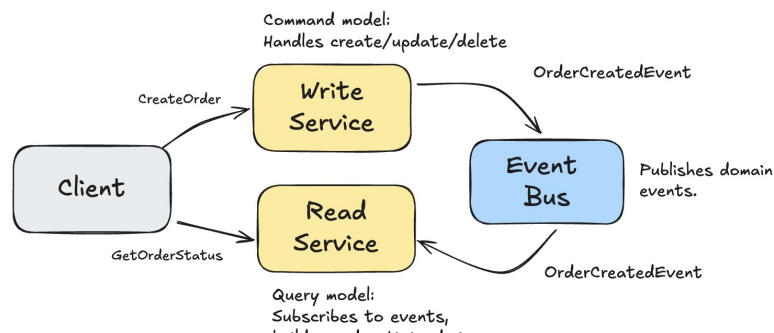 Command model:
Handles create/update/delete
OrderCreatedEvent
CreateOrder
Write
Service
Client
Event
Bus
Publishes domain
events.
Read
Service
GetOrderStatus
OrderCreatedEvent
Query model:
Subscribes to events,